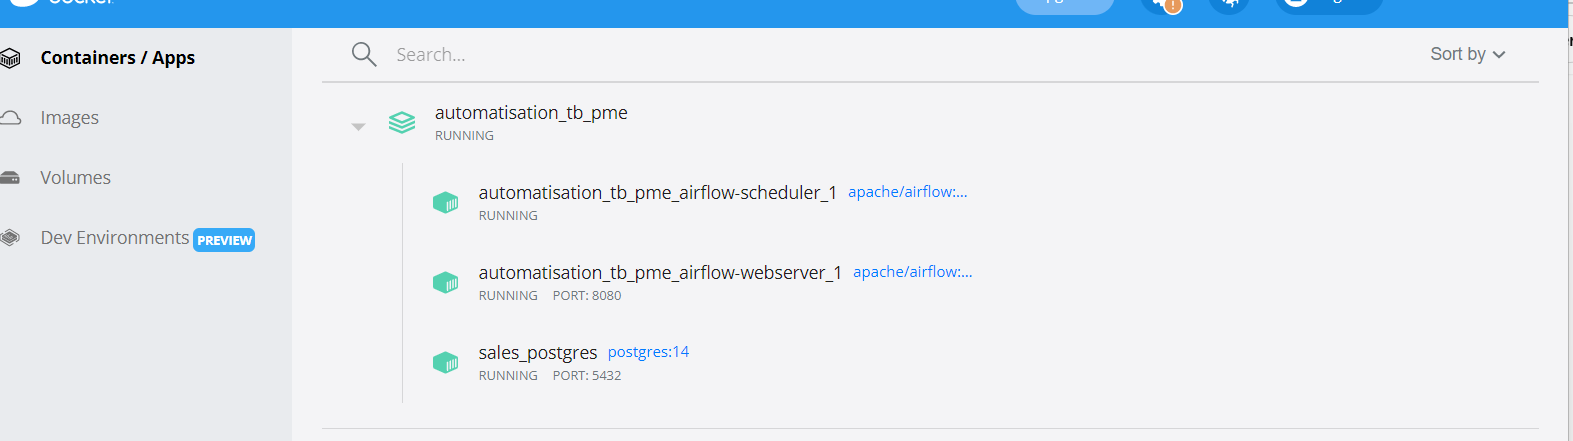 Containers / Apps
Images
Volumes
Dev Environments PREVIEW
Search...
Sort by
automatisation_tb_pme
RUNNING
automatisation_tb_pme_airflow-scheduler_1 apache/airflow:...
RUNNING
automatisation_tb_pme_airflow-webserver_1 apache/airflow:...
RUNNING PORT: 8080
sales_postgres postgres:14
RUNNING PORT: 5432